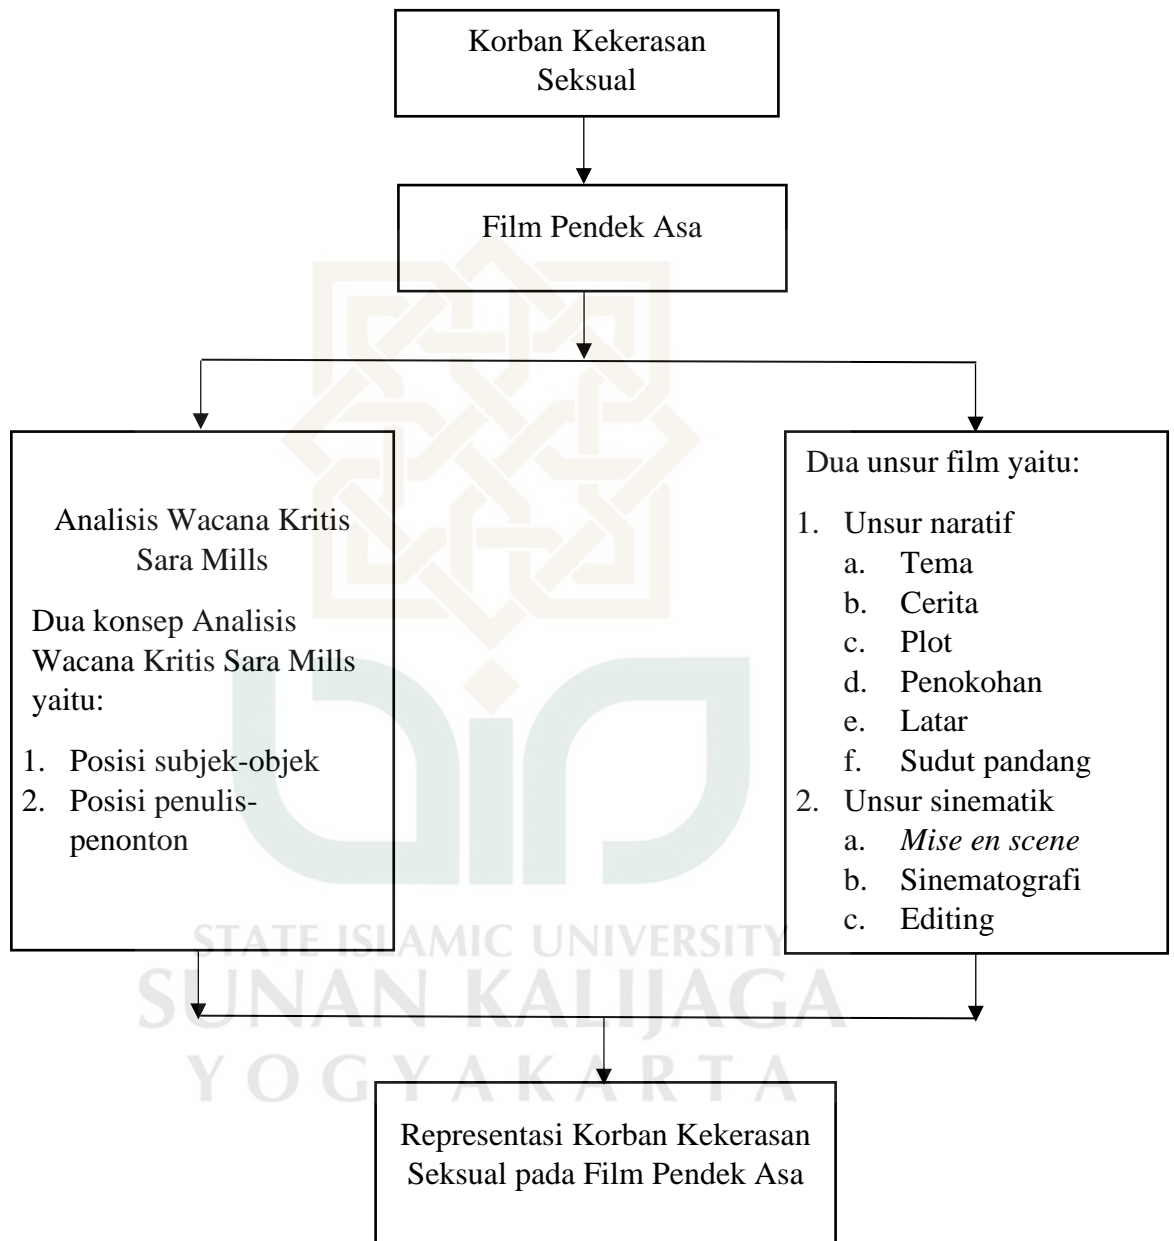 Korban Kekerasan
Seksual
Film Pendek Asa
Analisis Wacana Kritis
Sara Mills
Dua konsep Analisis
Wacana Kritis Sara Mills
yaitu:
1. Posisi subjek-objek
2. Posisi penulis-
penonton
Dua unsur film yaitu:
1. Unsur naratif
a. Tema
b. Cerita
c. Plot
d. Penokohan
e. Latar
f. Sudut pandang
2. Unsur sinematik
a. Mise en scene
b. Sinematografi
c. Editing
STATE ISLAMIC UNIVERSITY
SUNAN KALIJAGA
YOGYAKARTA
Representasi Korban Kekerasan
Seksual pada Film Pendek Asa